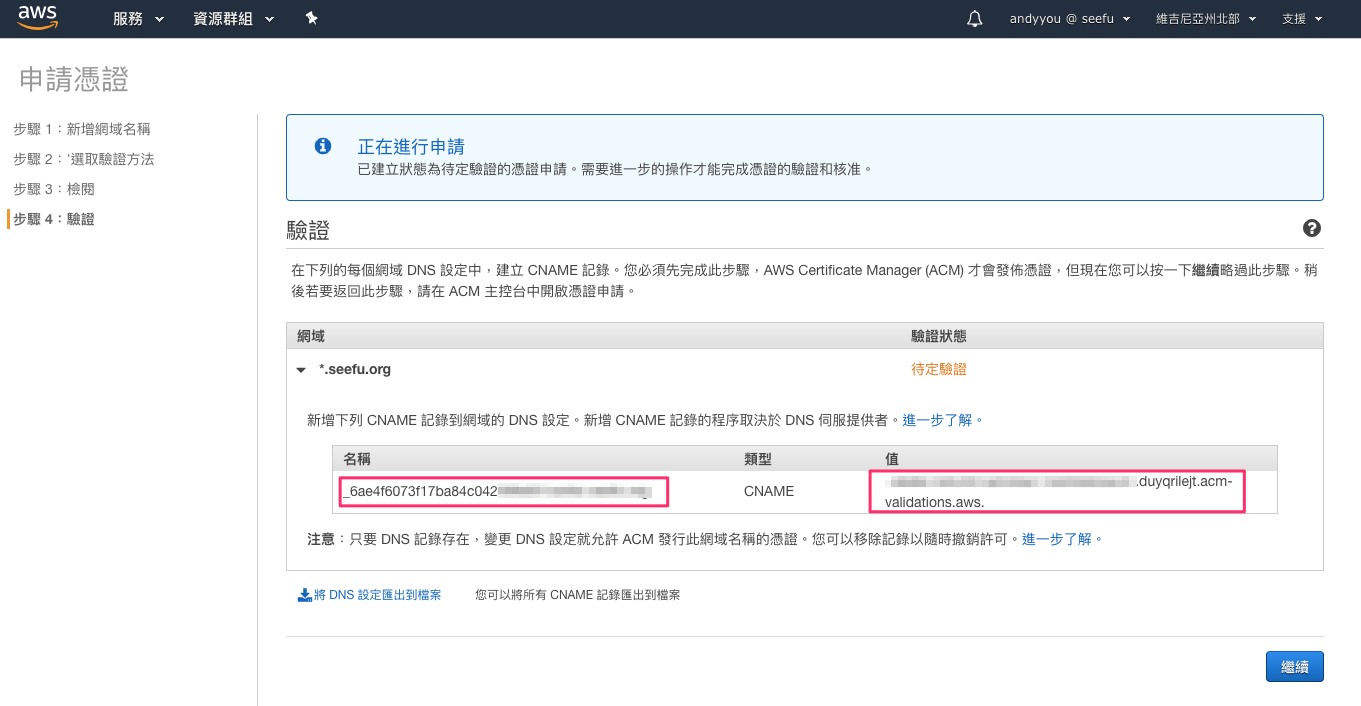 aws
服務
資源群組
andyyou @ seefu
維吉尼亞州北部
支援
申請憑證
步驟 1：新增網域名稱
步驟 2：'選取驗證方法
步驟 3：檢閱
步驟 4：驗證
正在進行申請
已建立狀態為待定驗證的憑證申請。需要進一步的操作才能完成憑證的驗證和核准。
驗證
在下列的每個網域 DNS 設定中，建立 CNAME 記錄。您必須先完成此步驟，AWS Certificate Manager (ACM) 才會發佈憑證，但現在您可以按一下繼續略過此步驟。稍
後若要返回此步驟，請在 ACM 主控台中開啟憑證申請。
網域 驗證狀態
*.seefu.org 待定驗證
新增下列 CNAME 記錄到網域的 DNS 設定。新增 CNAME 記錄的程序取決於 DNS 伺服提供者。進一步了解。
名稱 類型 值
_6ae4f6073f17ba84c042 CNAME .duyqrilejt.acm-
validations.aws.
注意：只要 DNS 記錄存在，變更 DNS 設定就允許 ACM 發行此網域名稱的憑證。您可以移除記錄以隨時撤銷許可。進一步了解。
將 DNS 設定匯出到檔案 您可以將所有 CNAME 記錄匯出到檔案
繼續